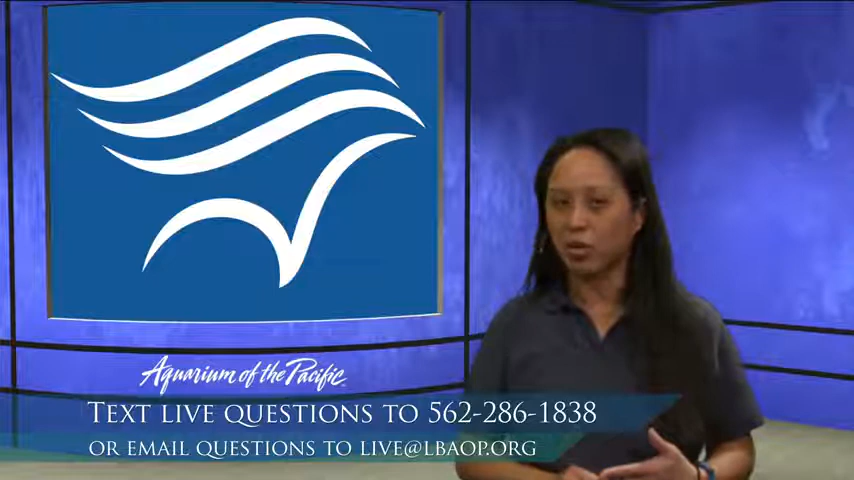 Aquarium of the Pacific
TEXT LIVE QUESTIONS TO 562-286-1838
OR EMAIL QUESTIONS TO LIVE@LBAOP.ORG